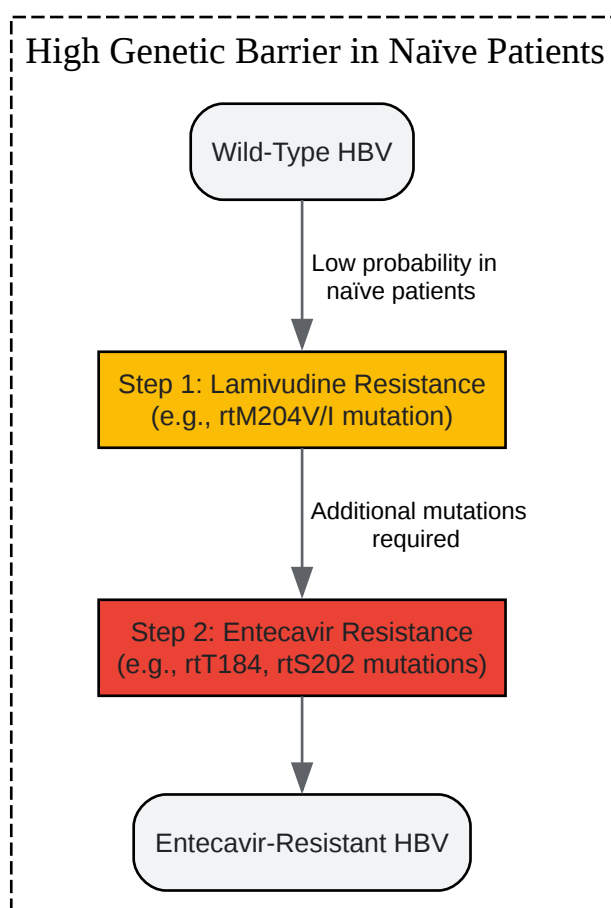 High Genetic Barrier in Naïve Patients
Wild-Type HBV
Low probability in
naïve patients
Step 1: Lamivudine Resistance
(e.g., rtM204V/I mutation)
Additional mutations
required
Step 2: Entecavir Resistance
(e.g., rtT184, rtS202 mutations)
Entecavir-Resistant HBV